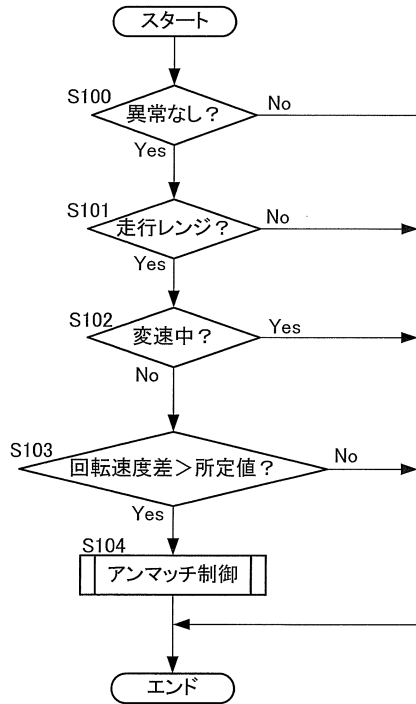 スタート
S100
異常なし？
No
Yes
S101
走行レンジ？
No
Yes
S102
変速中？
Yes
No
S103
回転速度差＞所定値？
No
Yes
S104
アンマッチ制御
エンド